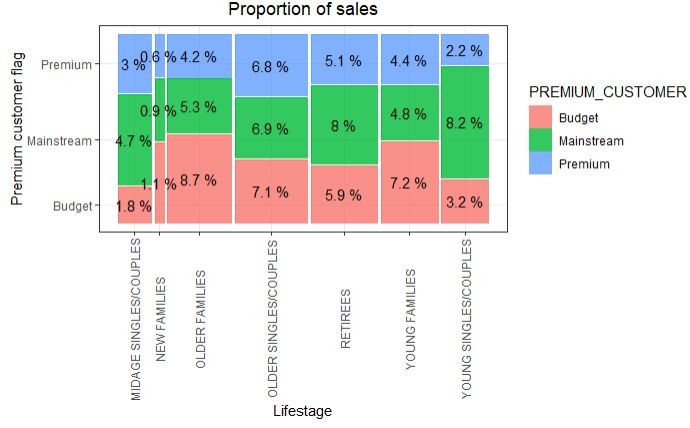 Proportion of sales
Premium customer flag
Premium
Mainstream
Budget
3 % 0.6 % 4.2 % 6.8 % 5.1 % 4.4 % 2.2 %
4.7 % 0.9 % 5.3 % 6.9 % 8 % 4.8 % 8.2 %
1.8 % 1.1 % 8.7 % 7.1 % 5.9 % 7.2 % 3.2 %
MIDAGE SINGLES/COUPLES
NEW FAMILIES
OLDER FAMILIES
OLDER SINGLES/COUPLES
RETIREES
YOUNG FAMILIES
YOUNG SINGLES/COUPLES
Lifestage
PREMIUM_CUSTOMER
Budget
Mainstream
Premium